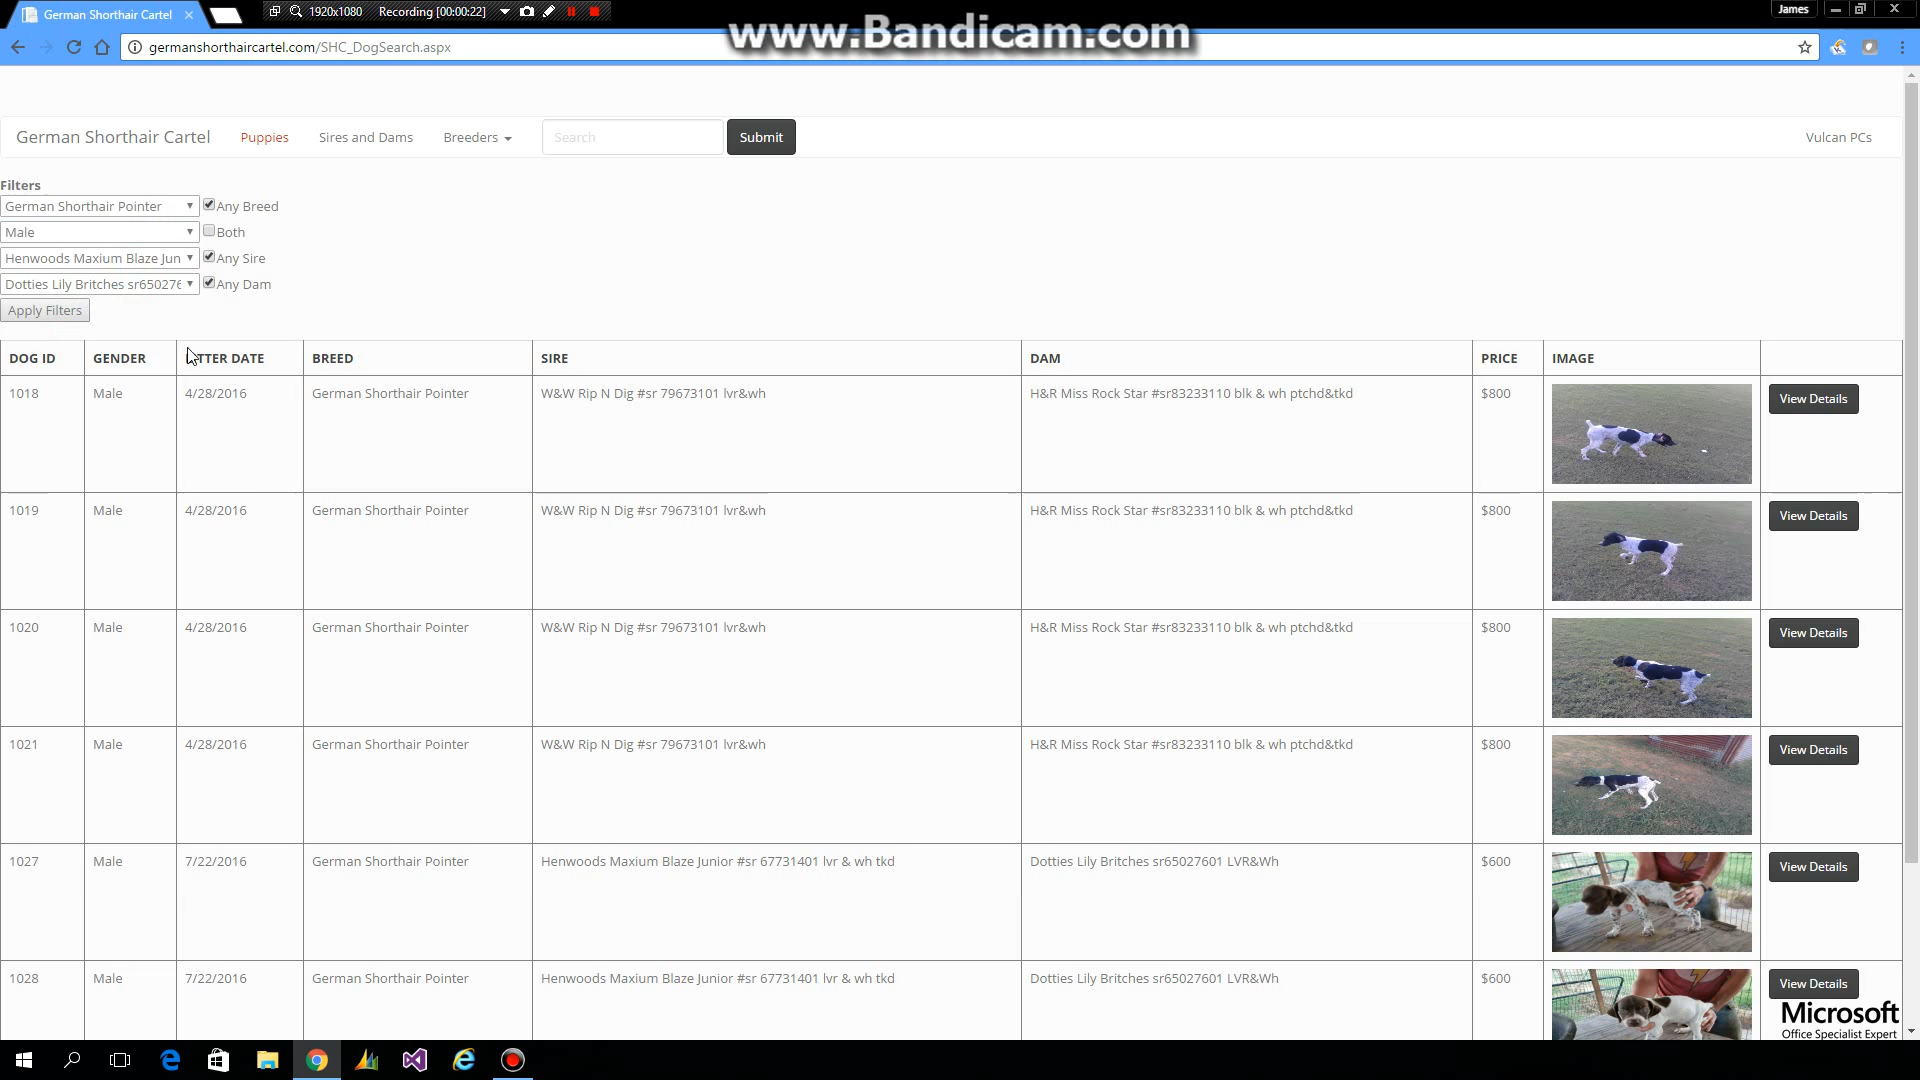 German Shorthair Cartel
1920x1080
Recording [00:00:22]
James
germanshorthaircartel.com/SHC_DogSearch.aspx
www.Bandicam.com
German Shorthair Cartel
Puppies
Sires and Dams
Breeders
Search
Submit
Vulcan PCs
Filters
German Shorthair Pointer
Any Breed
Male
Both
Henwoods Maxium Blaze Jun
Any Sire
Dotties Lily Britches sr65027
Any Dam
Apply Filters
DOG ID GENDER TTER DATE BREED SIRE DAM PRICE IMAGE
1018 Male 4/28/2016 German Shorthair Pointer W&W Rip N Dig #sr 79673101 lvr&wh H&R Miss Rock Star #sr83233110 blk & wh ptchd&tkd $800 View Details
1019 Male 4/28/2016 German Shorthair Pointer W&W Rip N Dig #sr 79673101 lvr&wh H&R Miss Rock Star #sr83233110 blk & wh ptchd&tkd $800 View Details
1020 Male 4/28/2016 German Shorthair Pointer W&W Rip N Dig #sr 79673101 lvr&wh H&R Miss Rock Star #sr83233110 blk & wh ptchd&tkd $800 View Details
1021 Male 4/28/2016 German Shorthair Pointer W&W Rip N Dig #sr 79673101 lvr&wh H&R Miss Rock Star #sr83233110 blk & wh ptchd&tkd $800 View Details
1027 Male 7/22/2016 German Shorthair Pointer Henwoods Maxium Blaze Junior #sr 67731401 lvr & wh tkd Dotties Lily Britches sr65027601 LVR&Wh $600 View Details
1028 Male 7/22/2016 German Shorthair Pointer Henwoods Maxium Blaze Junior #sr 67731401 lvr & wh tkd Dotties Lily Britches sr65027601 LVR&Wh $600 View Details
Microsoft
Office Specialist Expert